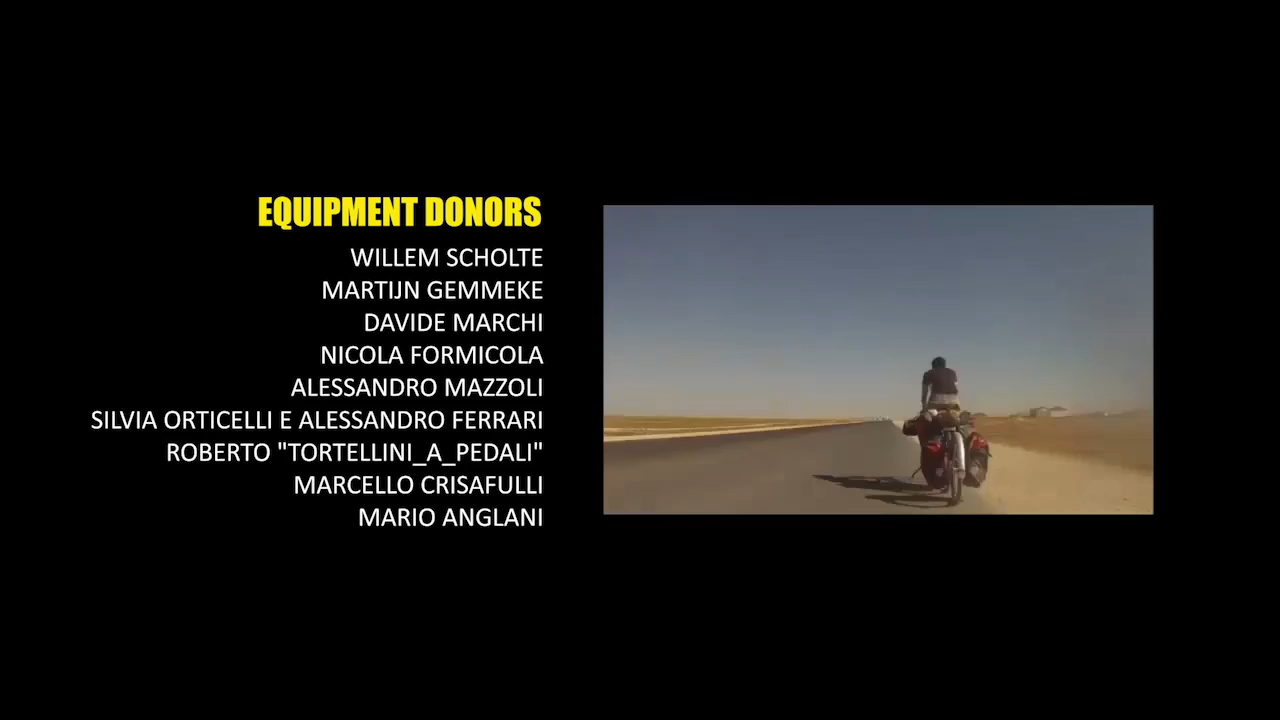 EQUIPMENT DONORS
WILLEM SCHOLTE
MARTIJN GEMMEKE
DAVIDE MARCHI
NICOLA FORMICOLA
ALESSANDRO MAZZOLI
SILVIA ORTICELLI E ALESSANDRO FERRARI
ROBERTO "TORTELLINI_A_PEDALI"
MARCELLO CRISAFULLI
MARIO ANGLANI